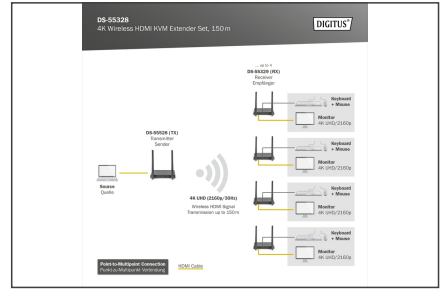 DS-55328
4K Wireless HDMI KVM Extender Set, 150 m
DIGITUS®
... up to 4
DS-55329 (RX)
Receiver
Empfänger
Keyboard
+ Mouse
Monitor
4K UHD/2160p
DS-55328 (TX)
Transmitter
Sender
Keyboard
+ Mouse
Monitor
4K UHD/2160p
Source
Quelle
4K UHD (2160p/30Hz)
Wireless HDMI Signal
Transmission up to 150 m
Keyboard
+ Mouse
Monitor
4K UHD/2160p
Keyboard
+ Mouse
Monitor
4K UHD/2160p
Point-to-Multipoint Connection
Punkt-zu-Multipunkt Verbindung
HDMI Cable